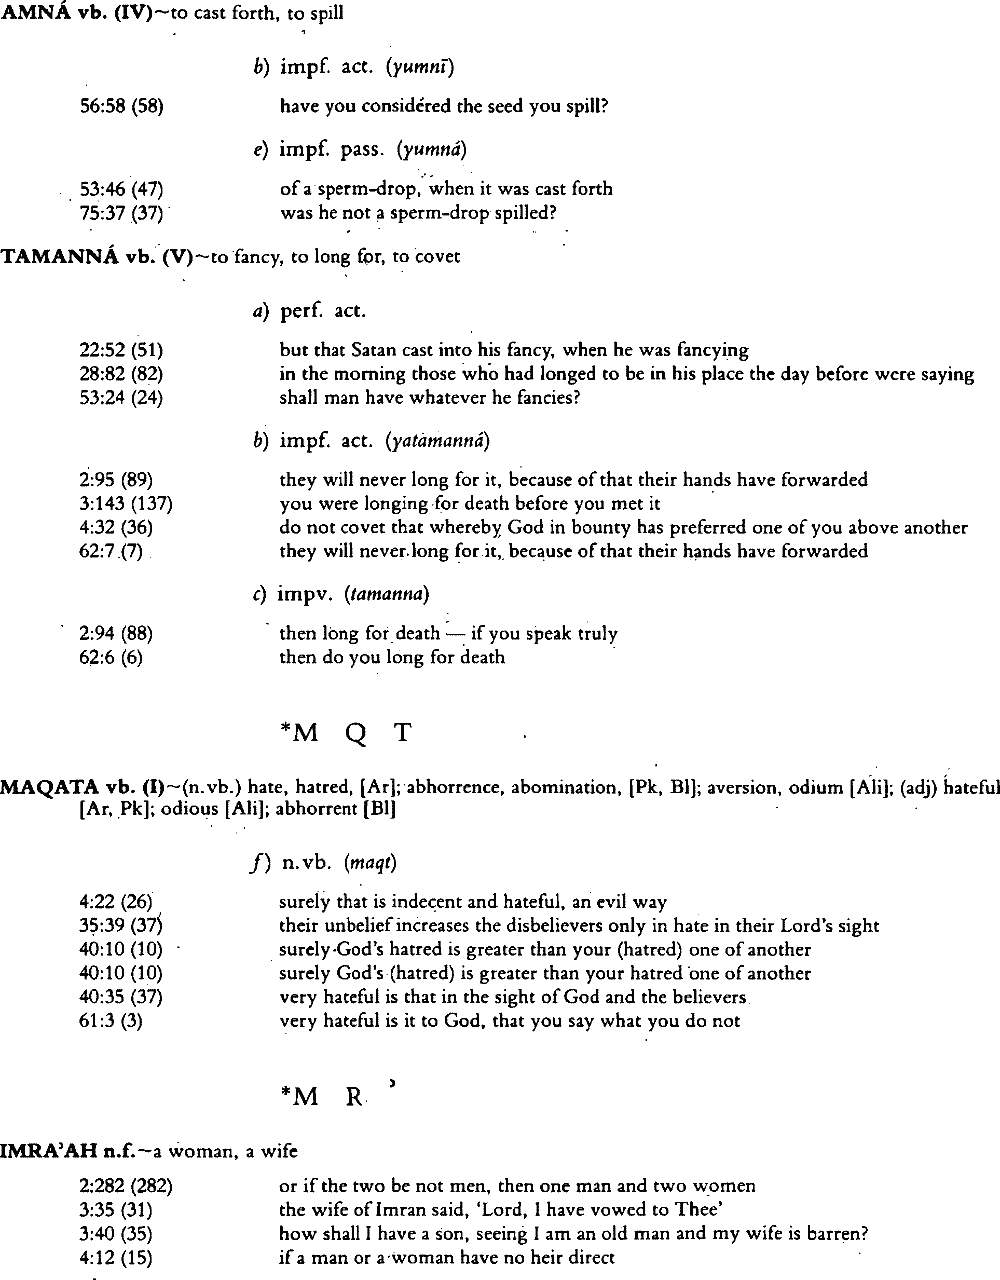 AMNÁ vb. (IV)~to cast forth, to spill
b) impf. act. (yumnī)
56:58 (58) have you considered the seed you spill?
e) impf. pass. (yumná)
53:46 (47) of a sperm-drop, when it was cast forth
75:37 (37) was he not a sperm-drop spilled?
TAMANNÁ vb. (V)~to fancy, to long for, to covet
a) perf. act.
22:52 (51) but that Satan cast into his fancy, when he was fancying
28:82 (82) in the morning those who had longed to be in his place the day before were saying
53:24 (24) shall man have whatever he fancies?
b) impf. act. (yatamanná)
2:95 (89) they will never long for it, because of that their hands have forwarded
3:143 (137) you were longing for death before you met it
4:32 (36) do not covet that whereby God in bounty has preferred one of you above another
62:7 (7) they will never long for it, because of that their hands have forwarded
c) impv. (tamanna)
2:94 (88) then long for death — if you speak truly
62:6 (6) then do you long for death
*M Q T
MAQATA vb. (I)~(n.vb.) hate, hatred, [Ar]; abhorrence, abomination, [Pk, Bl]; aversion, odium [Ali]; (adj) hateful
[Ar, Pk]; odious [Ali]; abhorrent [Bl]
f) n.vb. (maqt)
4:22 (26) surely that is indecent and hateful, an evil way
35:39 (37) their unbelief increases the disbelievers only in hate in their Lord's sight
40:10 (10) surely God's hatred is greater than your (hatred) one of another
40:10 (10) surely God's (hatred) is greater than your hatred one of another
40:35 (37) very hateful is that in the sight of God and the believers
61:3 (3) very hateful is it to God, that you say what you do not
*M R ʾ
IMRAʾAH n.f.~a woman, a wife
2:282 (282) or if the two be not men, then one man and two women
3:35 (31) the wife of Imran said, 'Lord, I have vowed to Thee'
3:40 (35) how shall I have a son, seeing I am an old man and my wife is barren?
4:12 (15) if a man or a woman have no heir direct